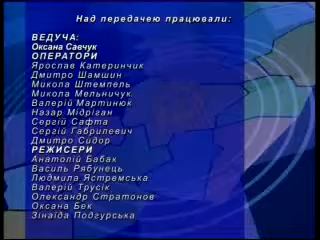 Над передачею працювали:
ВЕДУЧА:
Оксана Савчук
ОПЕРАТОРИ
Ярослав Катеринчик
Дмитро Шамшин
Микола Штемпель
Микола Мельничук
Валерій Мартинюк
Назар Мідріган
Сергій Сафта
Сергій Габрилевич
Дмитро Сидор
РЕЖИСЕРИ
Анатолій Бабак
Василь Рябунець
Людмила Ястремська
Валерій Трусік
Олександр Стратонов
Оксана Бек
Зінаїда Подгурська